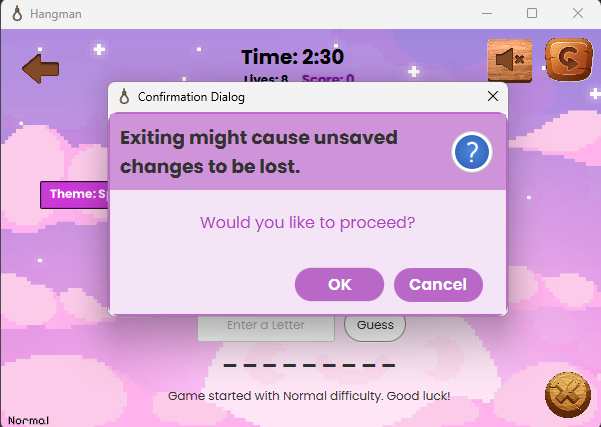 Hangman
Time: 2:30
Lives: 8 Score: 0
Confirmation Dialog
Exiting might cause unsaved
changes to be lost.
?
Theme:
Would you like to proceed?
OK Cancel
Enter a Letter Guess
_ _ _ _ _ _ _ _ _
Game started with Normal difficulty. Good luck!
Normal